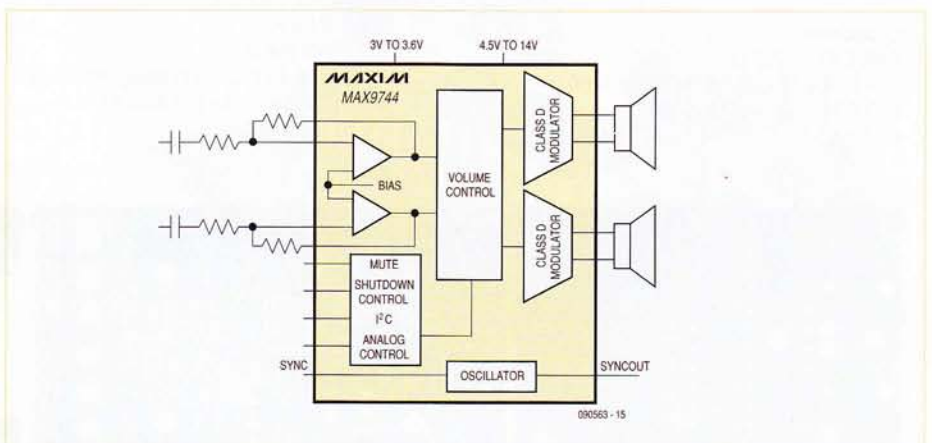 3V TO 3.6V
4.5V TO 14V
MAXIM
MAX9744
CLASS D
MODULATOR
VOLUME
CONTROL
BIAS
CLASS D
MODULATOR
MUTE
SHUTDOWN
CONTROL
I²C
ANALOG
CONTROL
SYNC
OSCILLATOR
SYNCOUT
090563 - 15